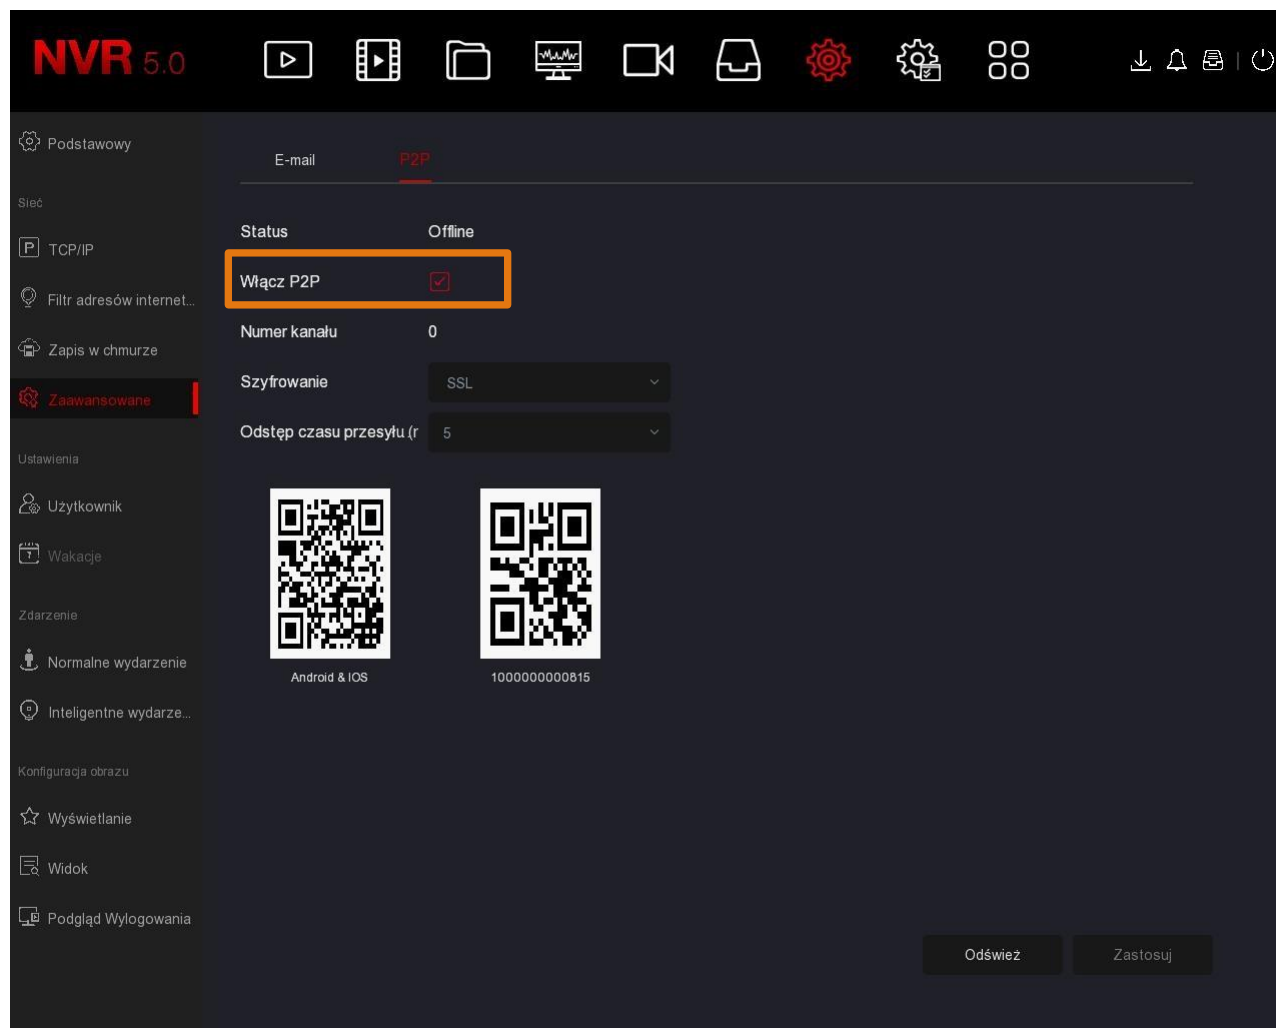 NVR 5.0
Podstawowy
Sieć
TCP/IP
Filtr adresów internet...
Zapis w chmurze
Zaawansowane
Ustawienia
Użytkownik
Wakacje
Zdarzenie
Normalne wydarzenie
Inteligentne wydarze...
Konfiguracja obrazu
Wyświetlanie
Widok
Podgląd Wylogowania
E-mail P2P
Status Offline
Włącz P2P
Numer kanału 0
Szyfrowanie SSL
Odstęp czasu przesyłu (r 5
Android & IOS 1000000000815
Odśwież Zastosuj